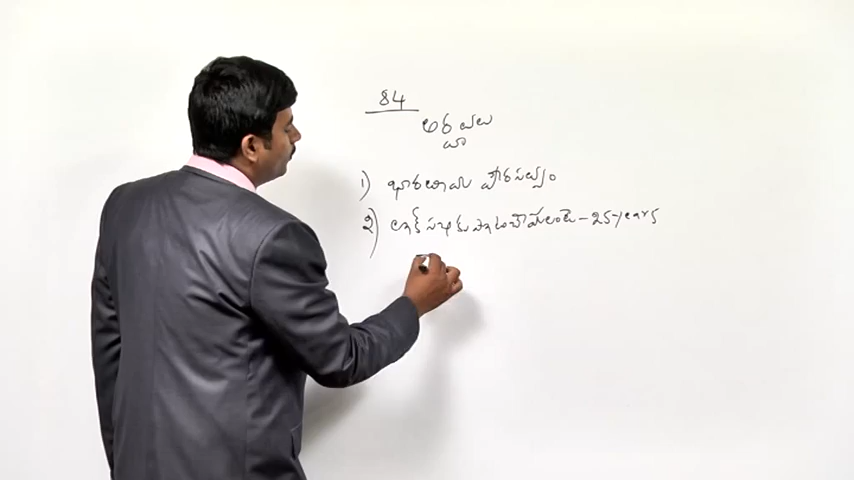 84
అర్హతలు
1) భారతీయ పౌరసత్వం
2) లోక్ సభకు పోటీచేయాలంటే - 25 years